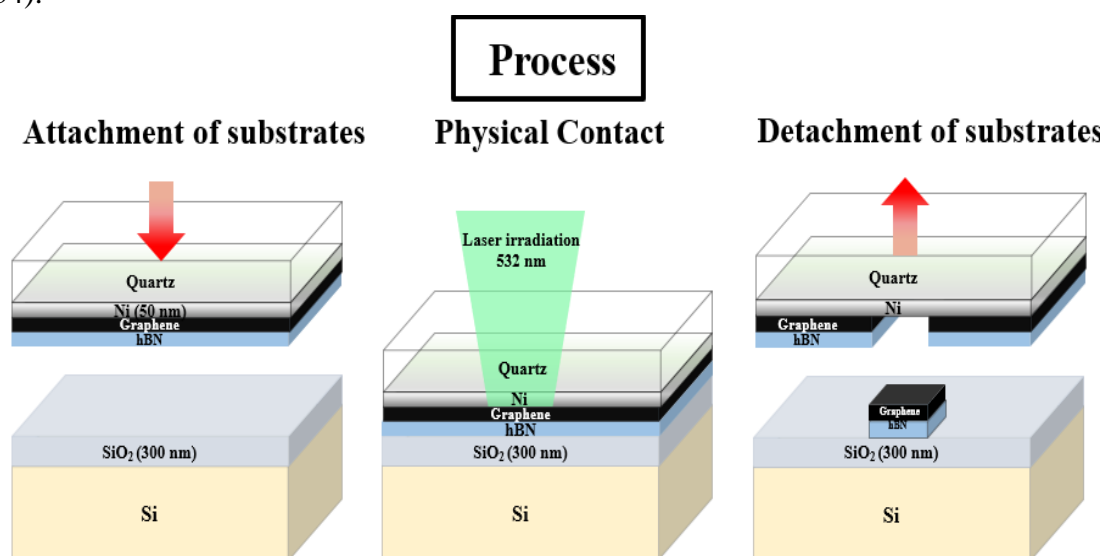 Process
Attachment of substrates
Physical Contact
Detachment of substrates
Quartz
Ni (50 nm)
Graphene
hBN
SiO₂ (300 nm)
Si
Laser irradiation
532 nm
Quartz
Ni
Graphene
hBN
SiO₂ (300 nm)
Si
Quartz
Ni
Graphene
hBN
Graphene
hBN
SiO₂ (300 nm)
Si